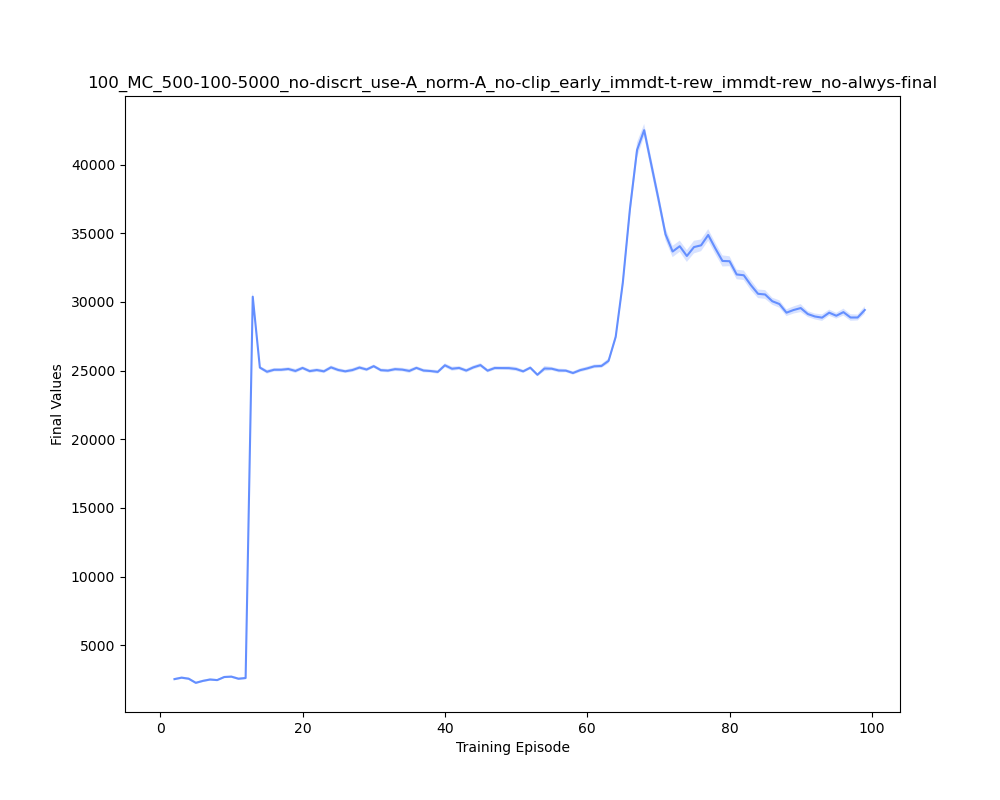 100_MC_500-100-5000_no-discrt_use-A_norm-A_no-clip_early_immdt-t-rew_immdt-rew_no-alwys-final
40000
35000
30000
25000
20000
15000
10000
5000
Final Values
0 20 40 60 80 100
Training Episode